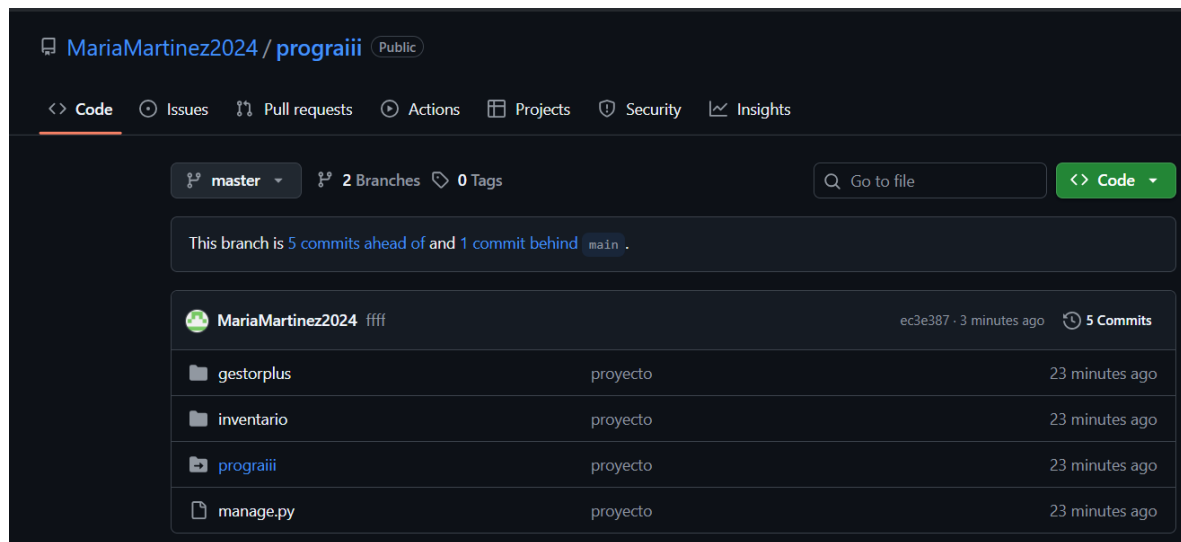 MariaMartinez2024 / prograiii Public
Code Issues Pull requests Actions Projects Security Insights
master 2 Branches 0 Tags Go to file Code
This branch is 5 commits ahead of and 1 commit behind main .
MariaMartinez2024 ffff ec3e387 · 3 minutes ago 5 Commits
gestorplus proyecto 23 minutes ago
inventario proyecto 23 minutes ago
prograiii proyecto 23 minutes ago
manage.py proyecto 23 minutes ago